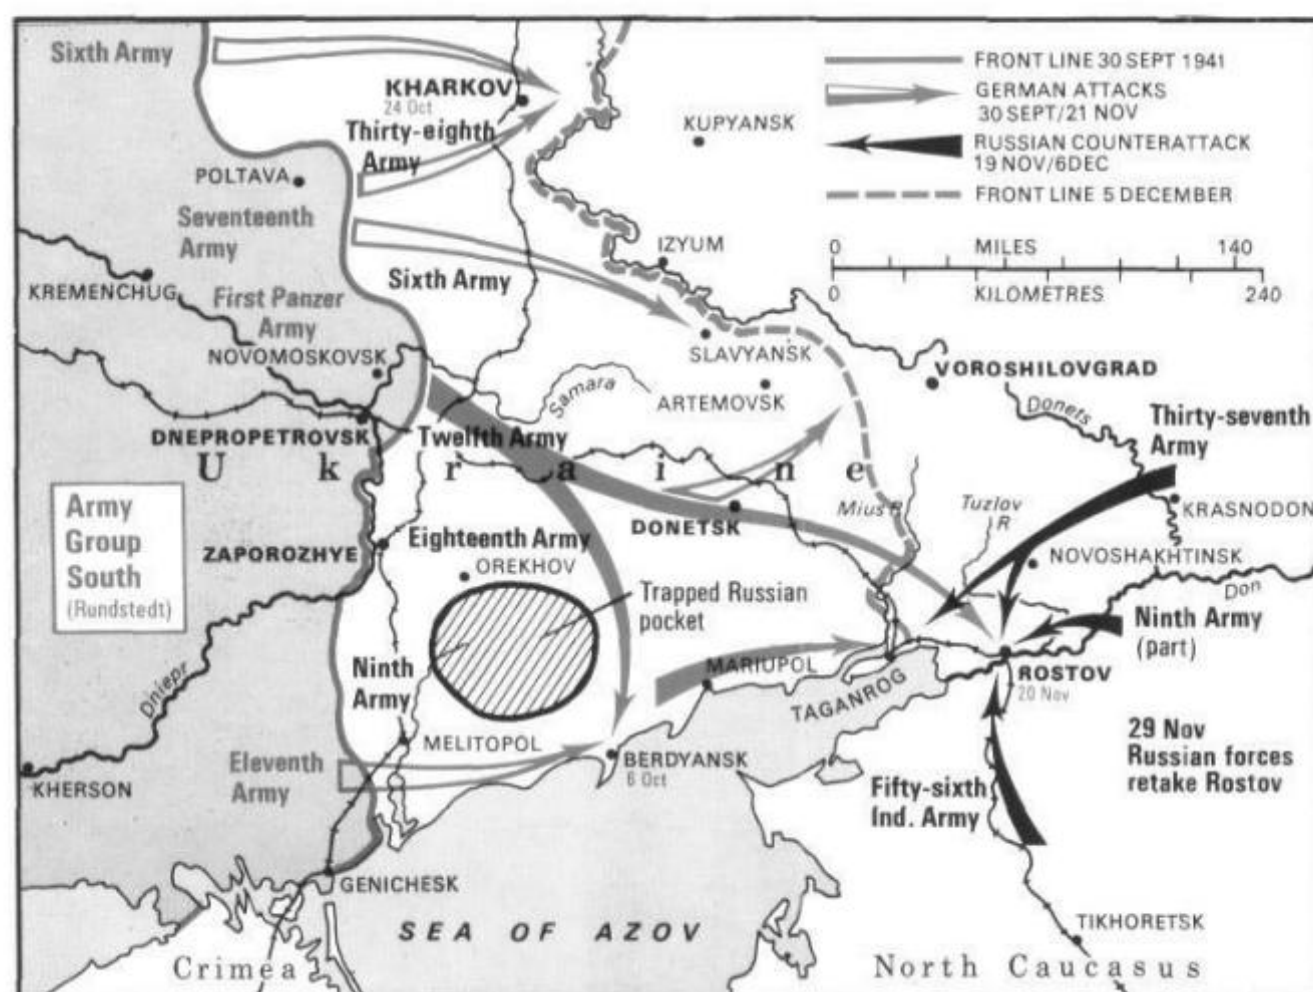 Sixth Army
KHARKOV
24 Oct
Thirty-eighth
Army
POLTAVA
Seventeenth
Army
KUPYANSK
FRONT LINE 30 SEPT 1941
GERMAN ATTACKS
30 SEPT/21 NOV
RUSSIAN COUNTERATTACK
19 NOV/6DEC
FRONT LINE 5 DECEMBER
0 MILES 140
0 KILOMETRES 240
IZYUM
Sixth Army
KREMENCHUG
First Panzer
Army
NOVOMOSKOVSK
SLAVYANSK
VOROSHILOVGRAD
Samara
ARTEMOVSK
Donets
Thirty-seventh
Army
DNEPROPETROVSK
Twelfth Army
Ukraine
Army
Group
South
(Rundstedt)
ZAPOROZHYE
Eighteenth Army
OREKHOV
DONETSK
Mius R
Tuzlov
R
KRASNODON
NOVOSHAKHTINSK
Don
Trapped Russian
pocket
Ninth Army
(part)
Ninth
Army
MARIUPOL
TAGANROG
ROSTOV
20 Nov
Dniepr
MELITOPOL
KHERSON
Eleventh
Army
BERDYANSK
6 Oct
29 Nov
Russian forces
retake Rostov
Fifty-sixth
Ind. Army
GENICHESK
SEA OF AZOV
TIKHORETSK
Crimea
North Caucasus